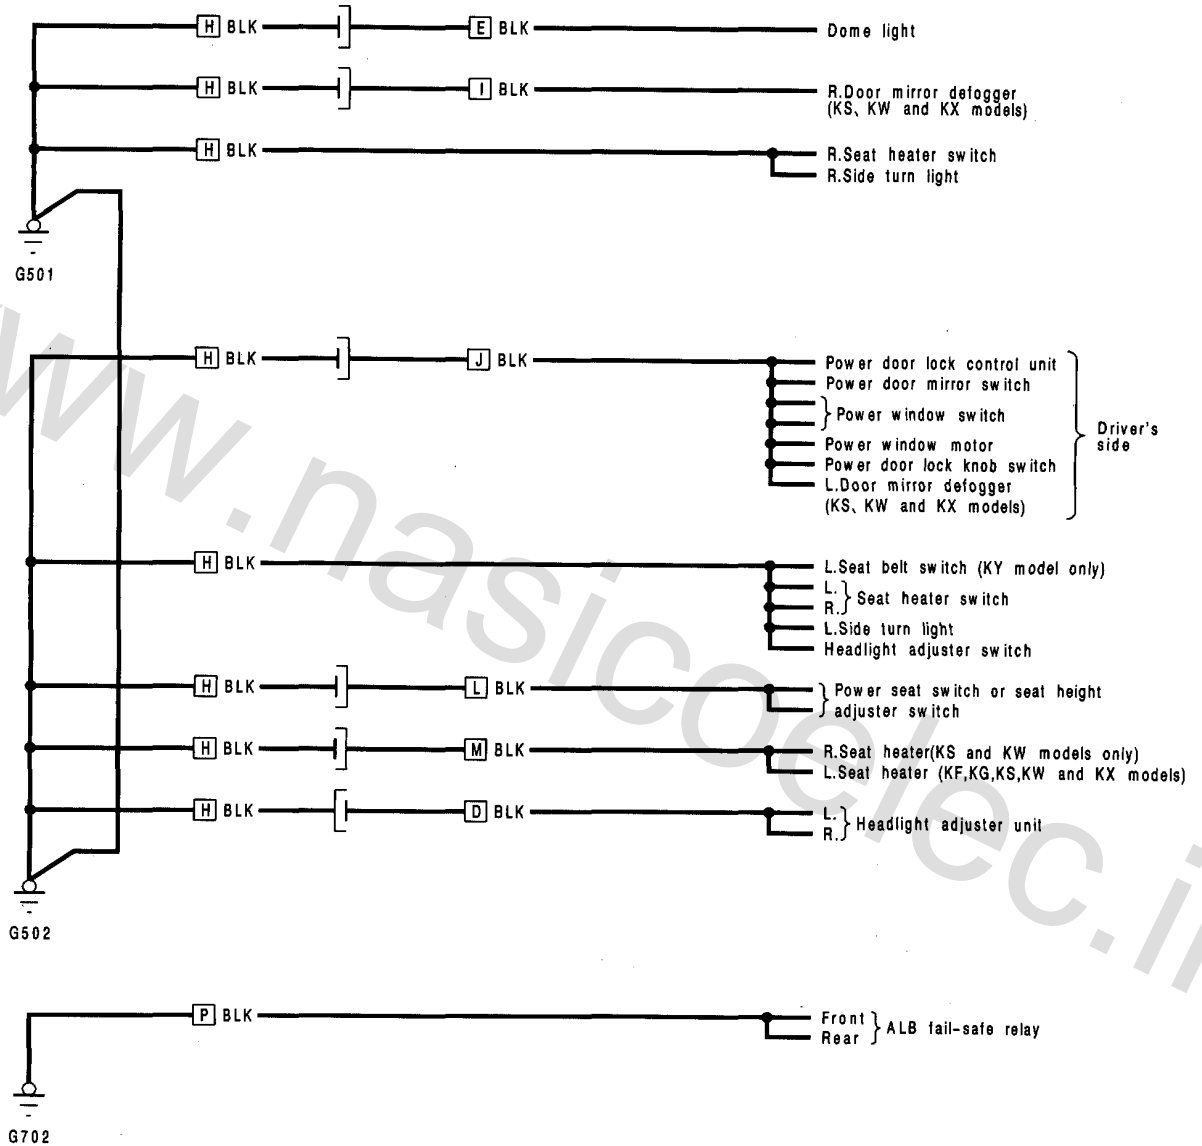 H BLK E BLK Dome light
H BLK I BLK R.Door mirror defogger
(KS, KW and KX models)
H BLK R.Seat heater switch
R.Side turn light
G501
H BLK J BLK Power door lock control unit
Power door mirror switch
Power window switch
Power window motor
Power door lock knob switch
L.Door mirror defogger
(KS, KW and KX models)
Driver's
side
H BLK L.Seat belt switch (KY model only)
L.
R.
Seat heater switch
L.Side turn light
Headlight adjuster switch
H BLK L BLK Power seat switch or seat height
adjuster switch
H BLK M BLK R.Seat heater(KS and KW models only)
L.Seat heater (KF,KG,KS,KW and KX models)
H BLK D BLK L.
R.
Headlight adjuster unit
G502
P BLK Front
Rear
ALB fail-safe relay
G702
w.nasicoelec.ir